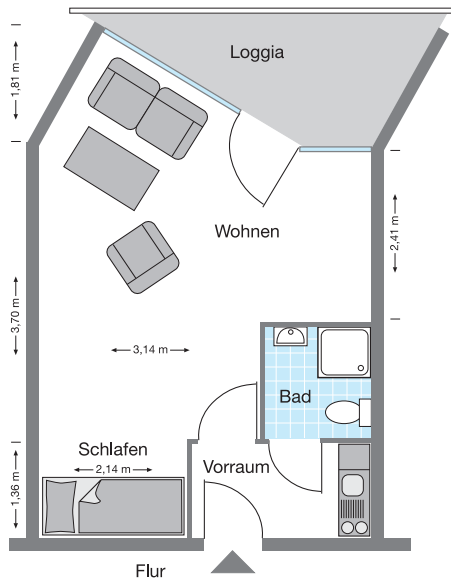 Loggia
1,81 m
Wohnen
2,41 m
3,70 m
3,14 m
Bad
Schlafen
2,14 m
Vorraum
1,36 m
Flur